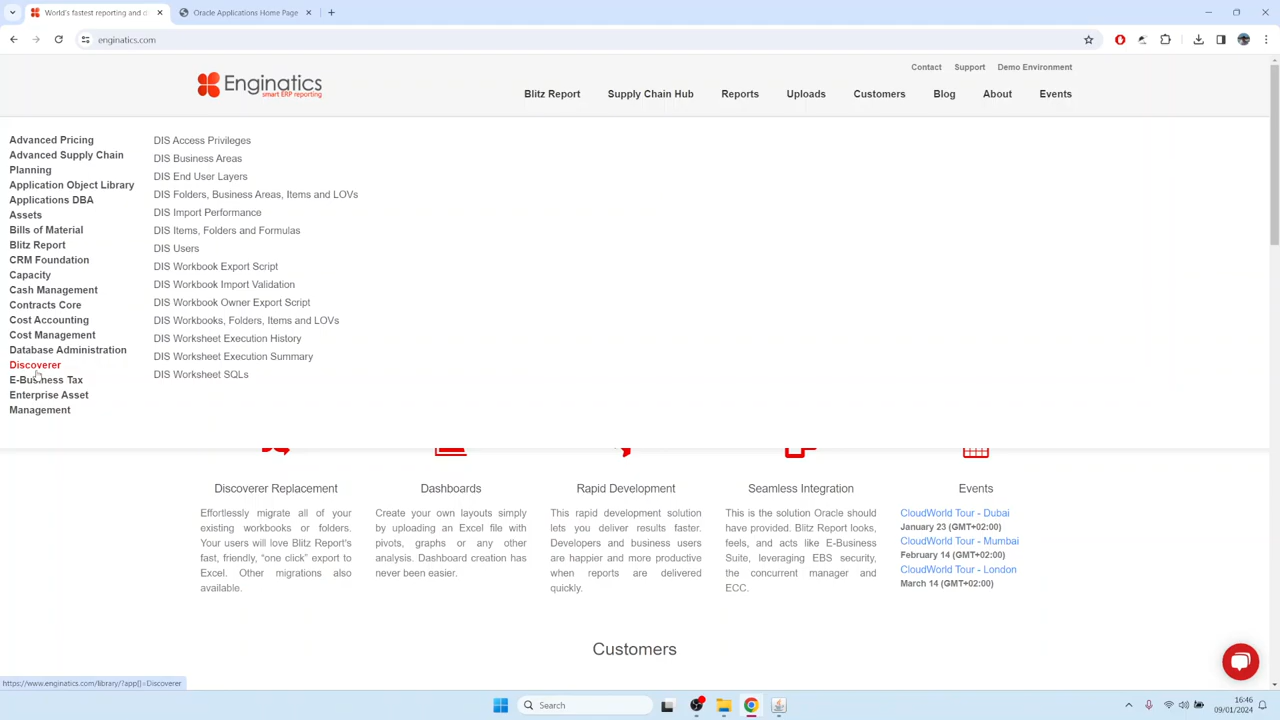 World's fastest reporting and d
Oracle Applications Home Page
enginatics.com
Contact
Support
Demo Environment
Enginatics
smart ERP reporting
Blitz Report
Supply Chain Hub
Reports
Uploads
Customers
Blog
About
Events
Advanced Pricing
Advanced Supply Chain
Planning
Application Object Library
Applications DBA
Assets
Bills of Material
Blitz Report
CRM Foundation
Capacity
Cash Management
Contracts Core
Cost Accounting
Cost Management
Database Administration
Discoverer
E-Business Tax
Enterprise Asset
Management
DIS Access Privileges
DIS Business Areas
DIS End User Layers
DIS Folders, Business Areas, Items and LOVs
DIS Import Performance
DIS Items, Folders and Formulas
DIS Users
DIS Workbook Export Script
DIS Workbook Import Validation
DIS Workbook Owner Export Script
DIS Workbooks, Folders, Items and LOVs
DIS Worksheet Execution History
DIS Worksheet Execution Summary
DIS Worksheet SQLs
Discoverer Replacement
Effortlessly migrate all of your
existing workbooks or folders.
Your users will love Blitz Report's
fast, friendly, "one click" export to
Excel. Other migrations also
available.
Dashboards
Create your own layouts simply
by uploading an Excel file with
pivots, graphs or any other
analysis. Dashboard creation has
never been easier.
Rapid Development
This rapid development solution
lets you deliver results faster.
Developers and business users
are happier and more productive
when reports are delivered
quickly.
Seamless Integration
This is the solution Oracle should
have provided. Blitz Report looks,
feels, and acts like E-Business
Suite, leveraging EBS security,
the concurrent manager and
ECC.
Events
CloudWorld Tour - Dubai
January 23 (GMT+02:00)
CloudWorld Tour - Mumbai
February 14 (GMT+02:00)
CloudWorld Tour - London
March 14 (GMT+02:00)
Customers
https://www.enginatics.com/library/?app[]=Discoverer
Search
16:46
09/01/2024